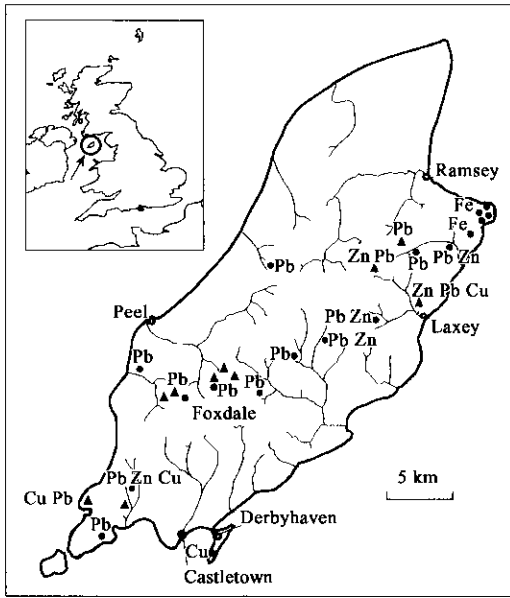 Ramsey
Fe
Fe
Pb
Zn Pb
Pb
Pb Zn
Pb
Zn Pb Cu
Peel
Pb Zn
Laxey
Pb Zn
Pb
Pb
Pb
Pb
Pb
Foxdale
Pb
Zn Cu
5 km
Cu Pb
Pb
Derbyhaven
Cu
Castletown